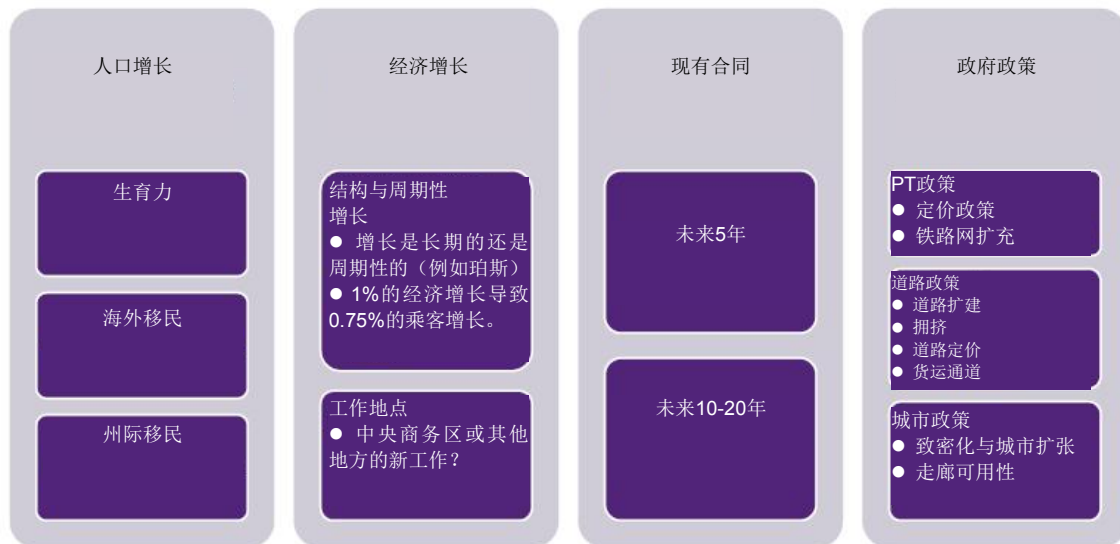 人口增长
生育力
海外移民
州际移民
经济增长
结构与周期性
增长
● 增长是长期的还是
周期性的（例如珀斯）
● 1%的经济增长导致
0.75%的乘客增长。
工作地点
● 中央商务区或其他
地方的新工作？
现有合同
未来5年
未来10-20年
政府政策
PT政策
● 定价政策
● 铁路网扩充
道路政策
● 道路扩建
● 拥挤
● 道路定价
● 货运通道
城市政策
● 致密化与城市扩张
● 走廊可用性